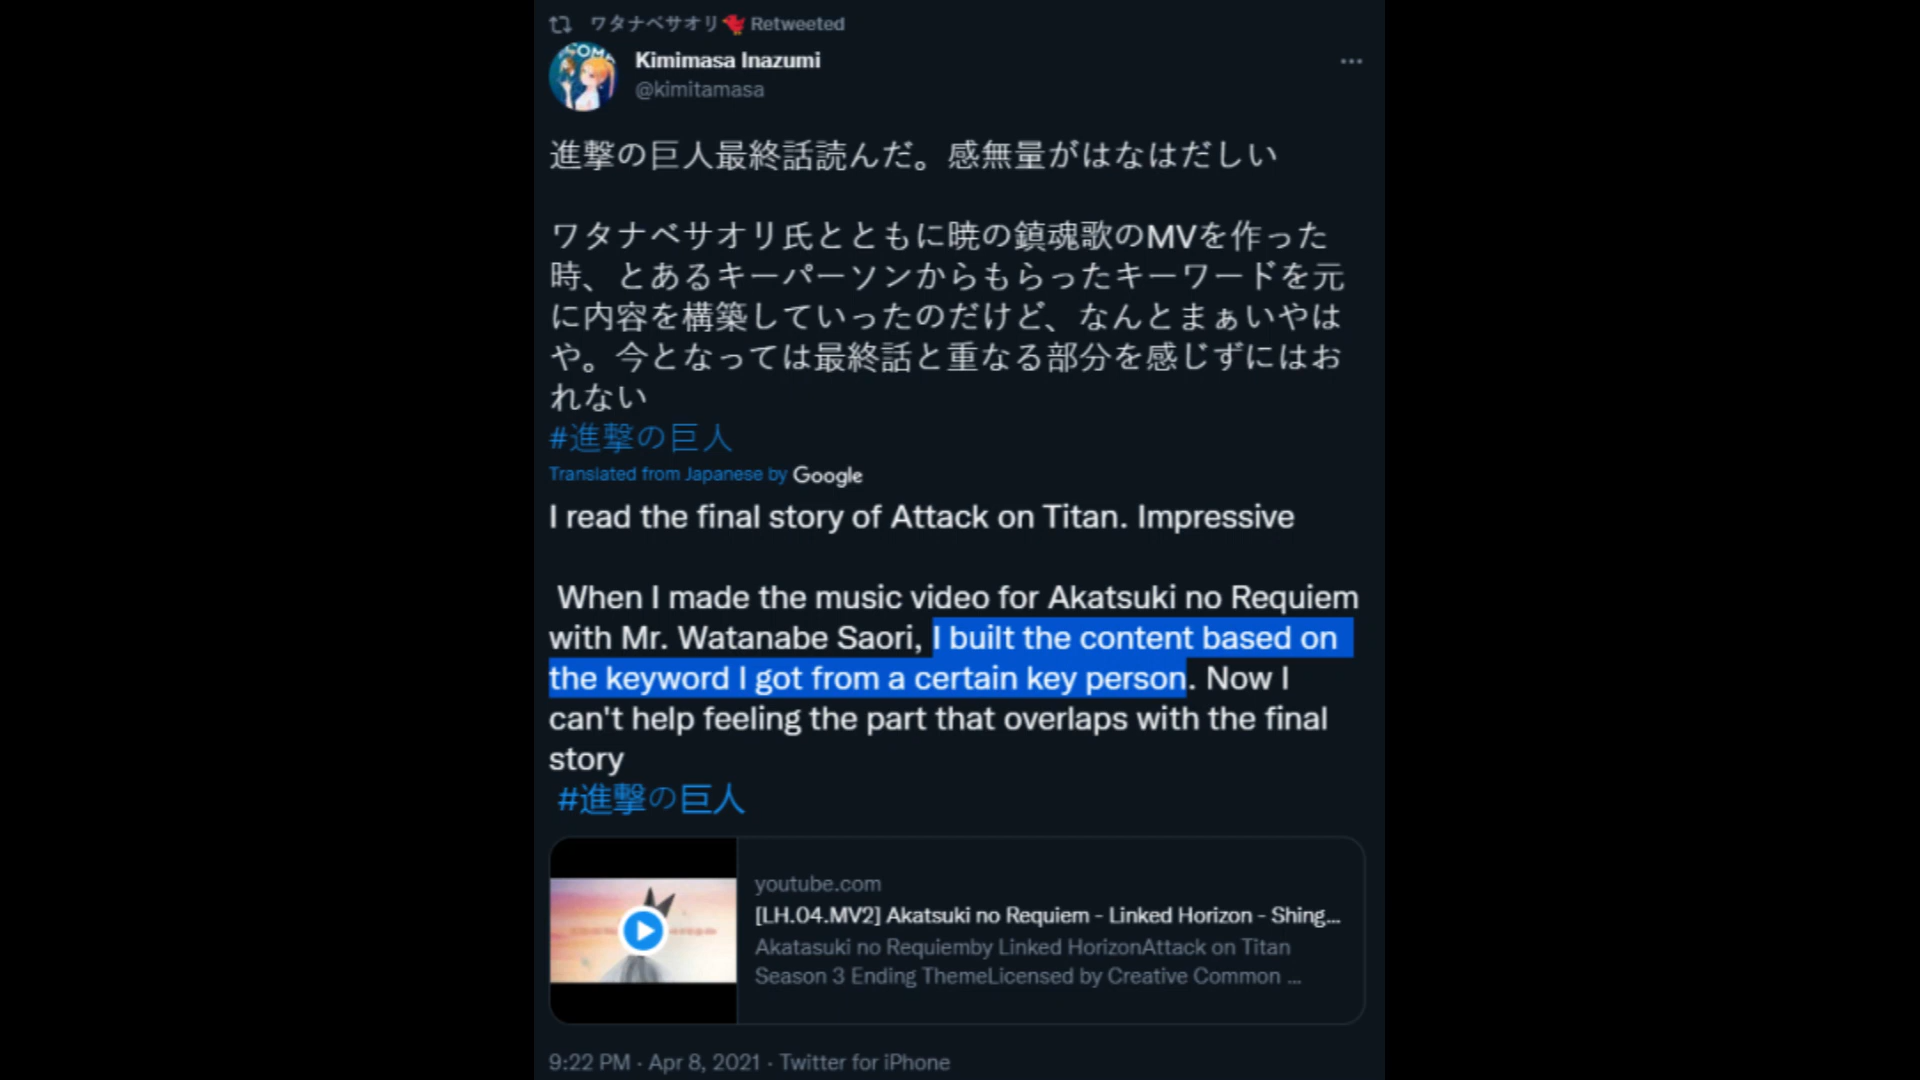 ワタナベサオリ Retweeted
Kimimasa Inazumi
@kimitamasa
進撃の巨人最終話読んだ。感無量がはなはだしい
ワタナベサオリ氏とともに暁の鎮魂歌のMVを作った
時、とあるキーパーソンからもらったキーワードを元
に内容を構築していったのだけど、なんとまぁいやは
や。今となっては最終話と重なる部分を感じずにはお
れない
#進撃の巨人
Translated from Japanese by Google
I read the final story of Attack on Titan. Impressive
When I made the music video for Akatsuki no Requiem
with Mr. Watanabe Saori, I built the content based on
the keyword I got from a certain key person. Now I
can't help feeling the part that overlaps with the final
story
#進撃の巨人
youtube.com
[LH.04.MV2] Akatsuki no Requiem - Linked Horizon - Shing...
Akatasuki no Requiemby Linked HorizonAttack on Titan
Season 3 Ending ThemeLicensed by Creative Common ...
9:22 PM · Apr 8, 2021 · Twitter for iPhone